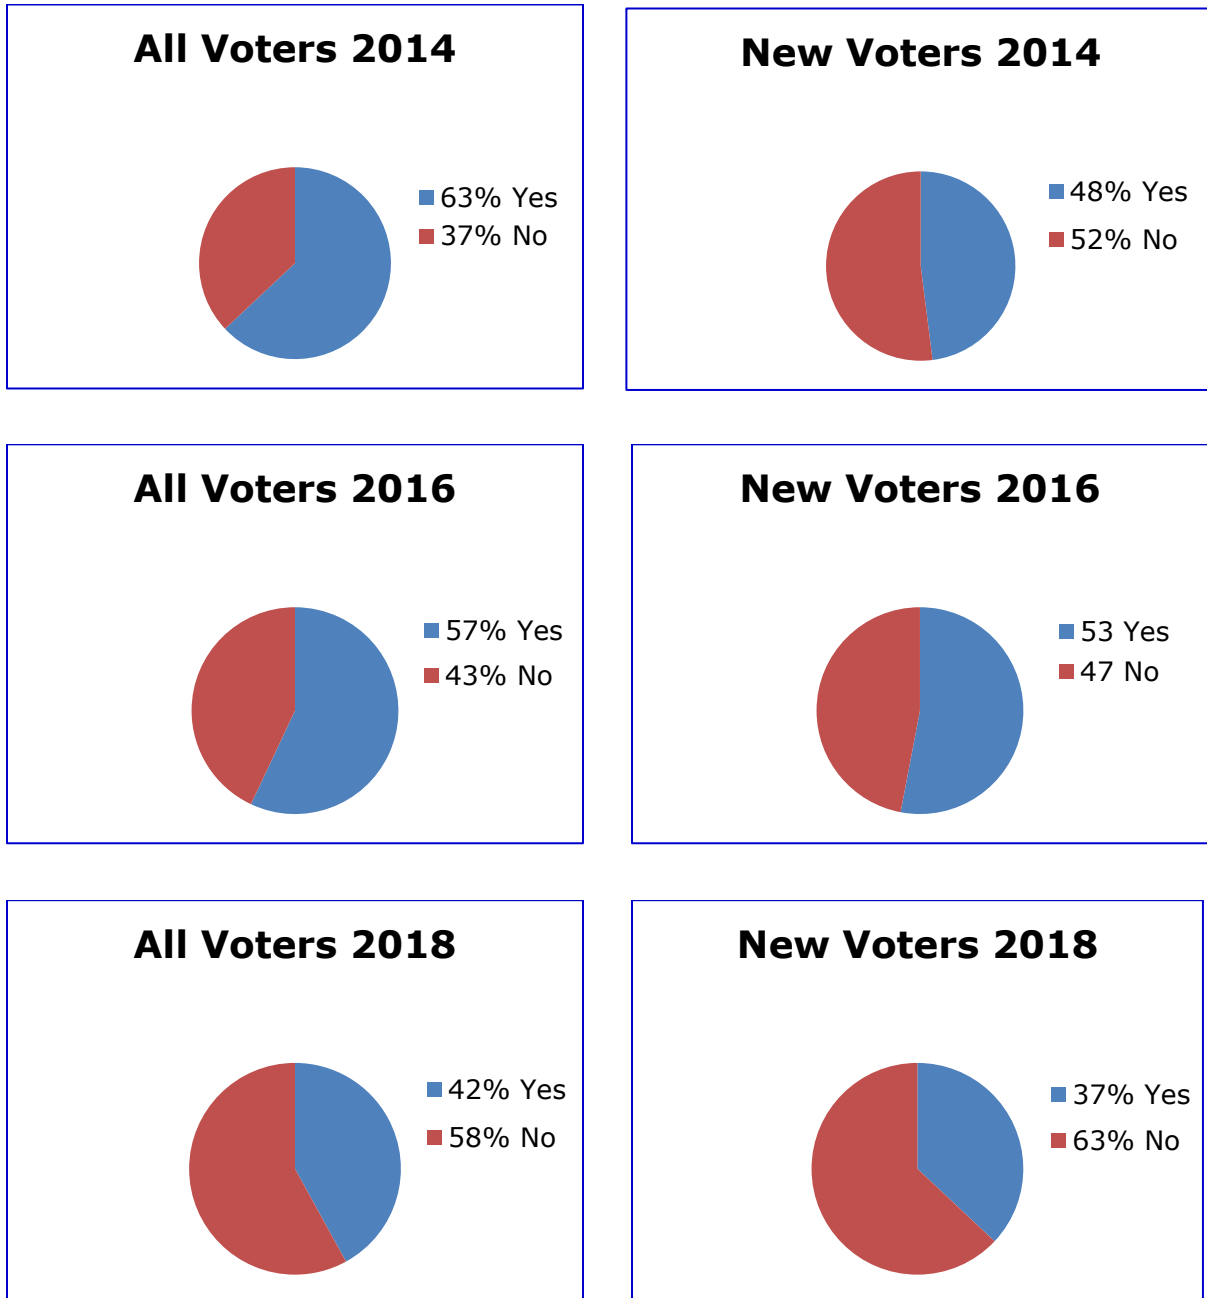 All Voters 2014
63% Yes
37% No
New Voters 2014
48% Yes
52% No
All Voters 2016
57% Yes
43% No
New Voters 2016
53 Yes
47 No
All Voters 2018
42% Yes
58% No
New Voters 2018
37% Yes
63% No